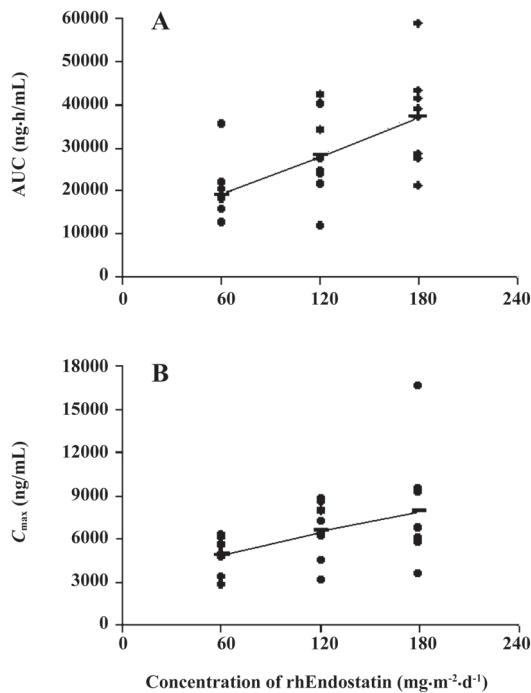 A
60000
50000
40000
30000
20000
10000
0
AUC (ng·h/mL)
0 60 120 180 240
B
18000
15000
12000
9000
6000
3000
0
Cmax (ng/mL)
0 60 120 180 240
Concentration of rhEndostatin (mg·m⁻²·d⁻¹)